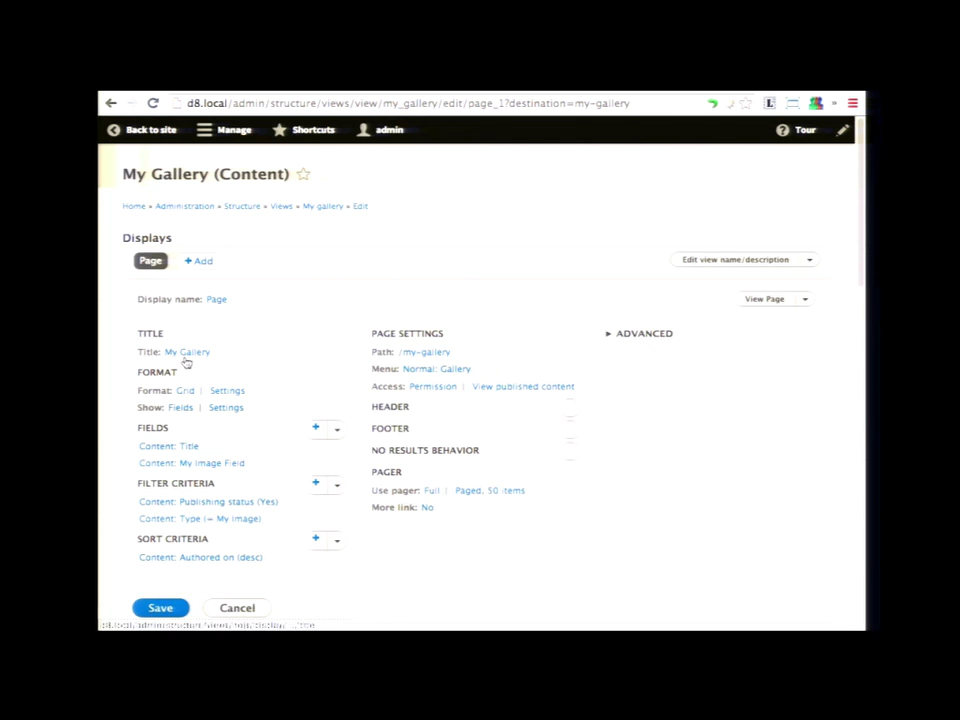 d8.local/admin/structure/views/view/my_gallery/edit/page_1?destination=my-gallery
Back to site Manage Shortcuts admin Tour
My Gallery (Content)
Home » Administration » Structure » Views » My gallery » Edit
Displays
Page + Add Edit view name/description
Display name: Page View Page
TITLE PAGE SETTINGS ADVANCED
Title: My Gallery Path: /my-gallery
FORMAT Menu: Normal: Gallery
Format: Grid | Settings Access: Permission | View published content
Show: Fields | Settings HEADER
FIELDS FOOTER
Content: Title NO RESULTS BEHAVIOR
Content: My Image Field PAGER
FILTER CRITERIA Use pager: Full | Paged, 50 items
Content: Publishing status (Yes) More link: No
Content: Type (= My Image)
SORT CRITERIA
Content: Authored on (desc)
Save Cancel